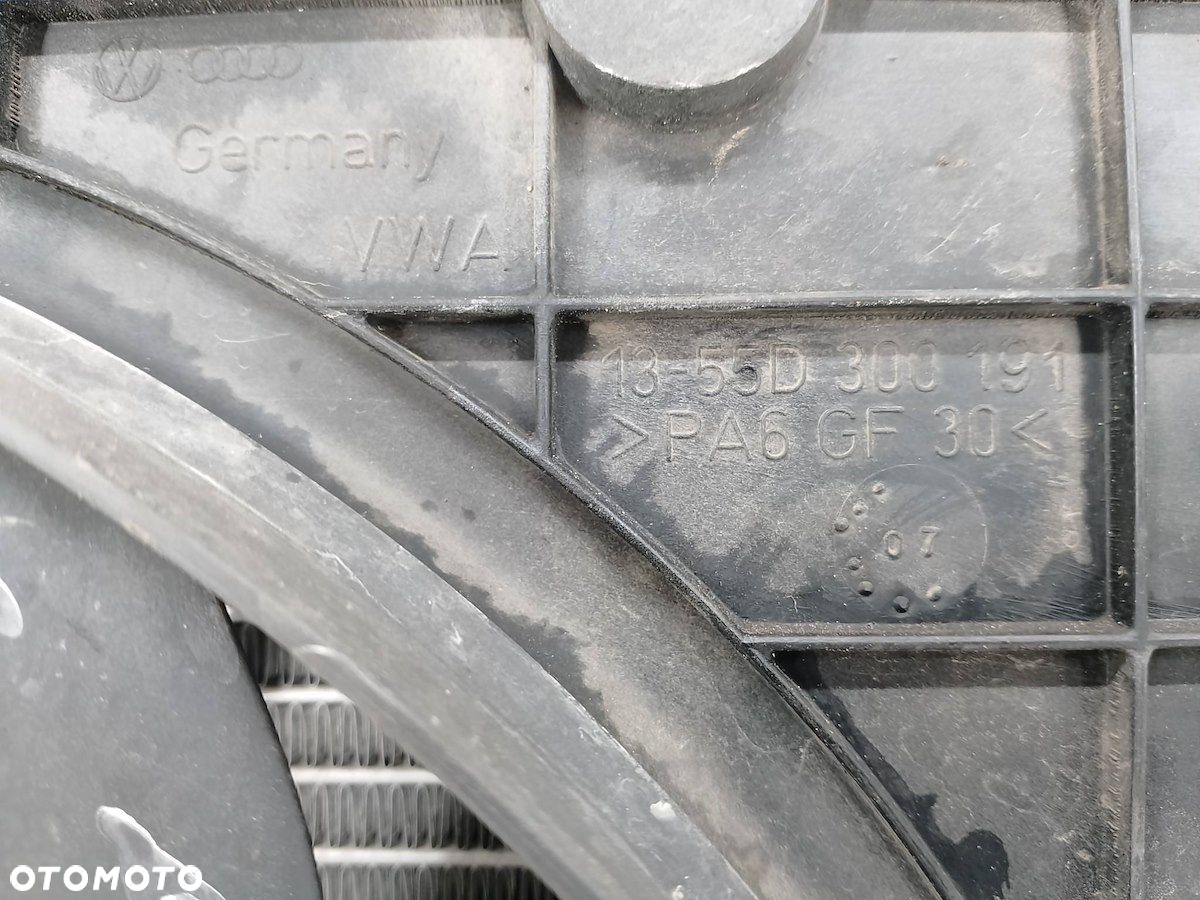 Germany
VWA
13-55D 300 191
>PA6 GF 30<
07
OTOMOTO